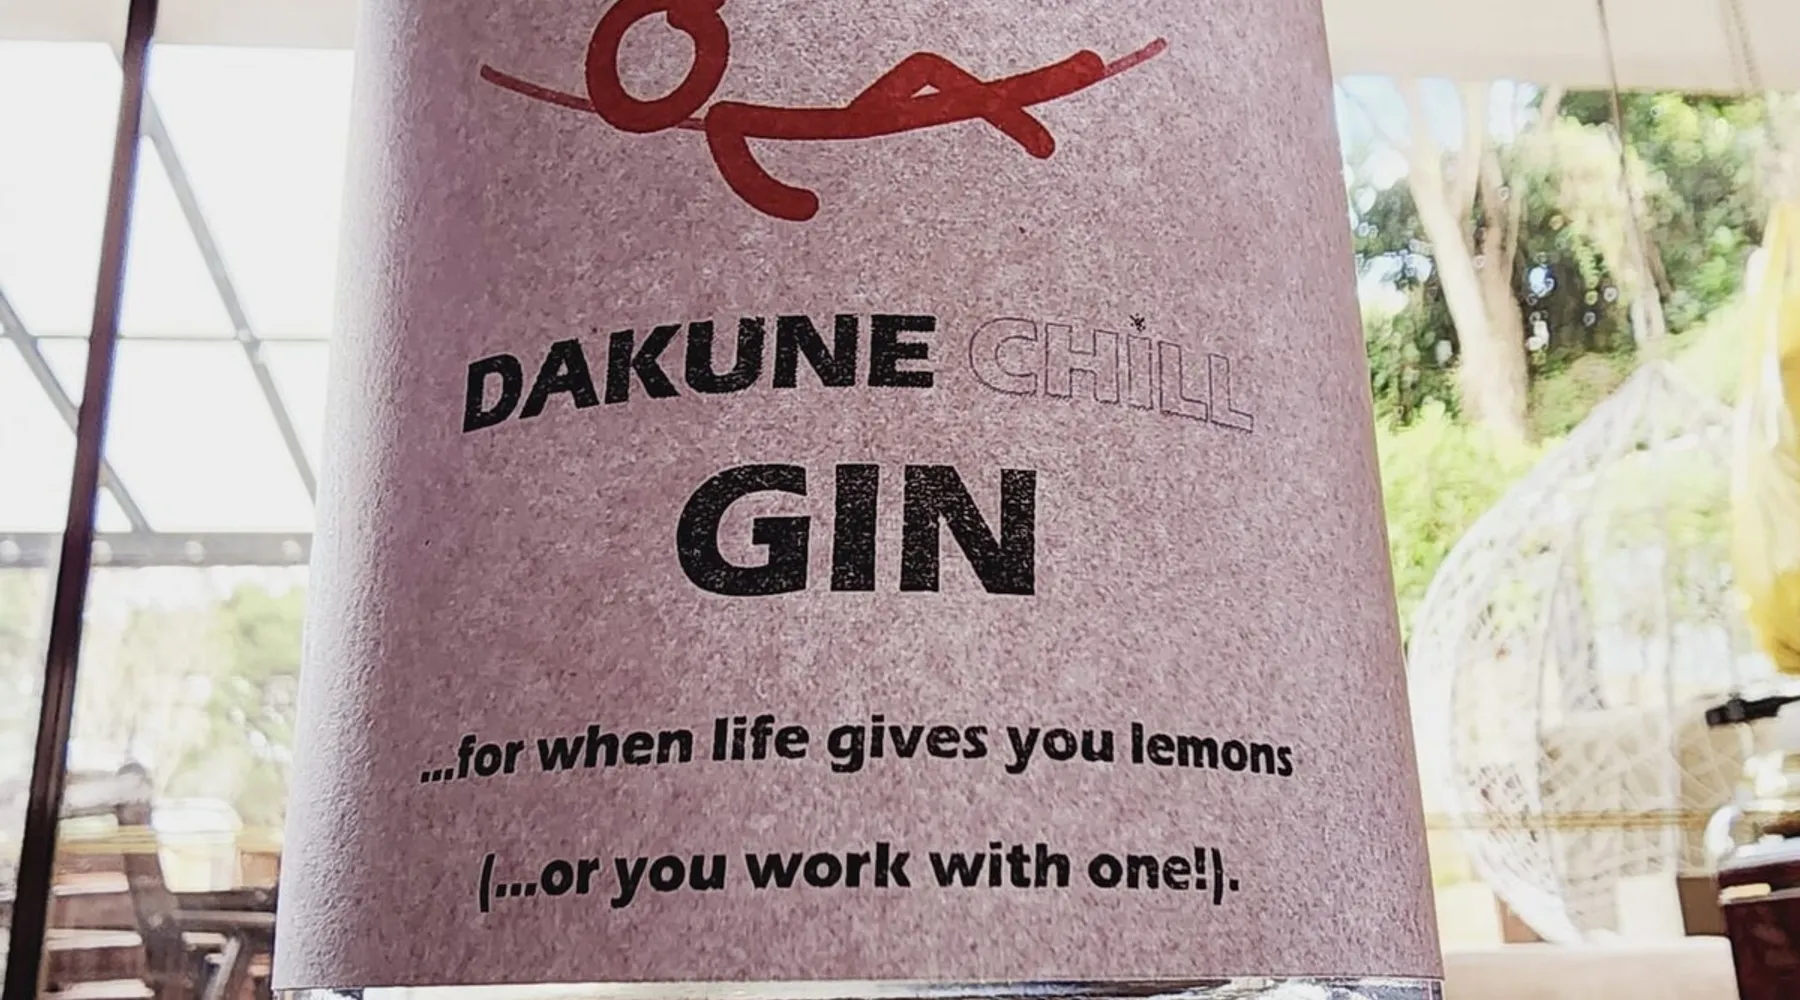 DAKUNE CHiLL
GIN
...for when life gives you lemons
(...or you work with one!).